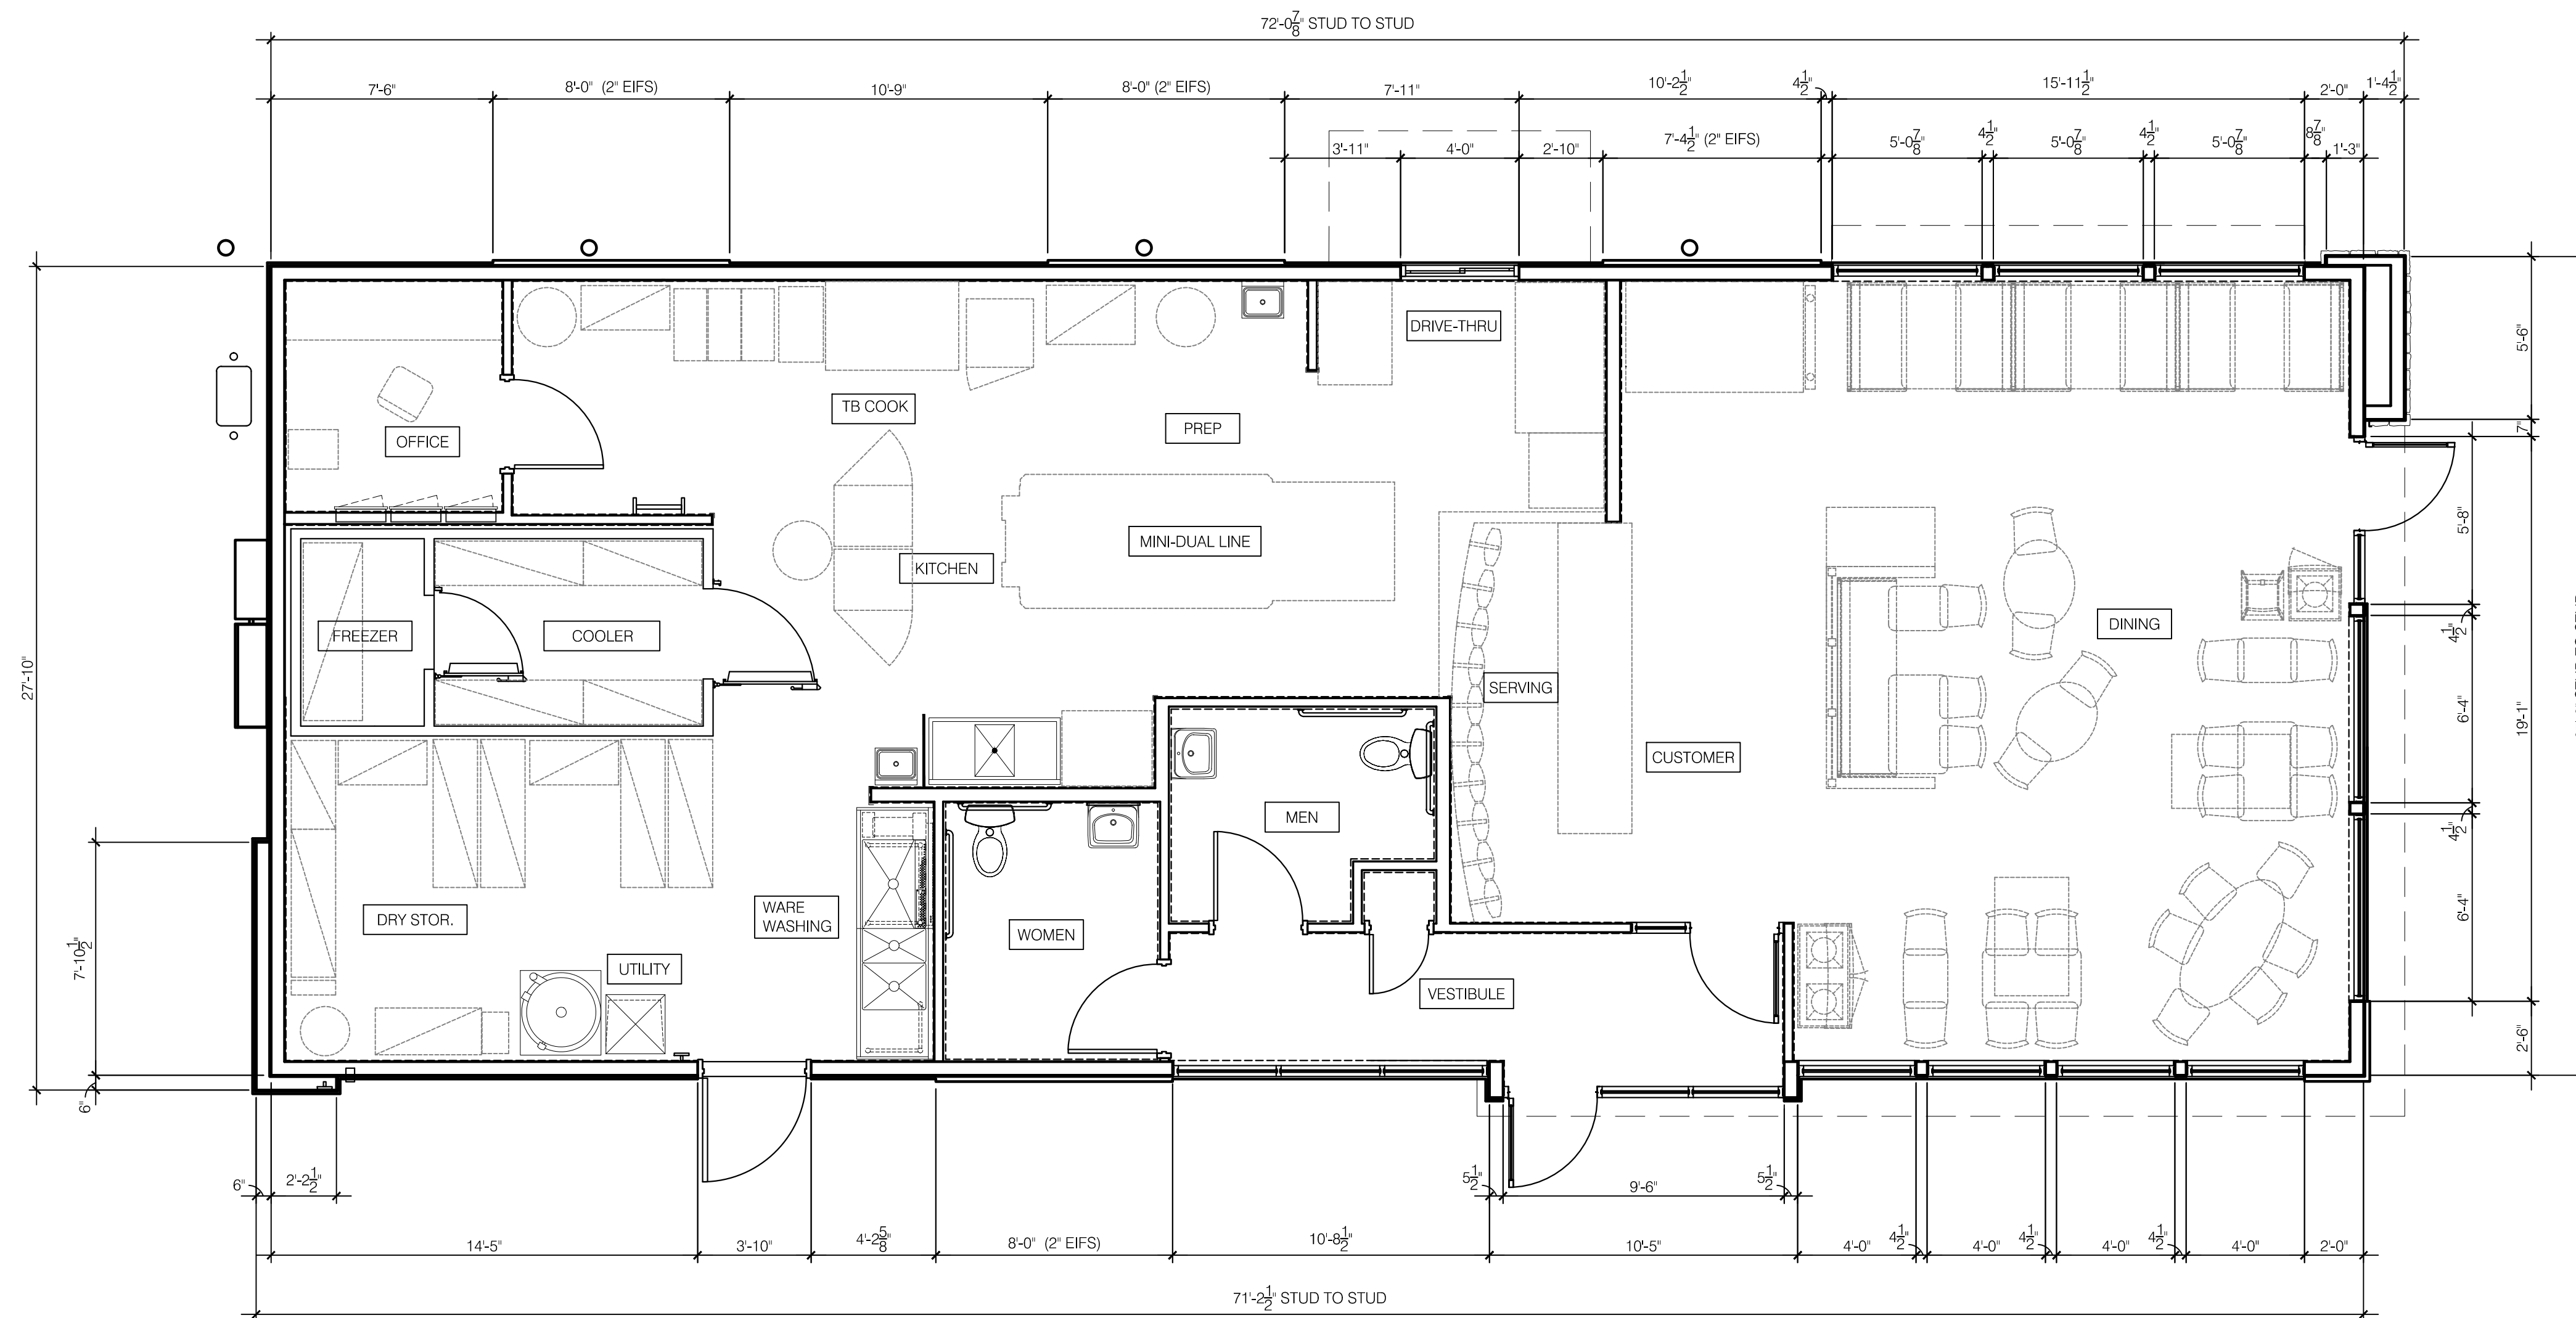 72'-0 7/8" STUD TO STUD
7'-6"
8'-0" (2" EIFS)
10'-9"
8'-0" (2" EIFS)
7'-11"
10'-2 1/2"
4 1/2"
15'-11 1/2"
2'-0"
1'-4 1/2"
3'-11"
4'-0"
2'-10"
7'-4 1/2" (2" EIFS)
5'-0 7/8"
4 1/2"
5'-0 7/8"
4 1/2"
5'-0 7/8"
8 7/8"
1'-3"
DRIVE-THRU
TB COOK
PREP
OFFICE
MINI-DUAL LINE
KITCHEN
FREEZER
COOLER
DINING
SERVING
CUSTOMER
MEN
DRY STOR.
WARE
WASHING
WOMEN
UTILITY
VESTIBULE
27'-10"
7'-10 1/2"
6"
5'-6"
7"
5'-8"
4 1/2"
6'-4"
19'-1"
4 1/2"
6'-4"
2'-6"
6"
2'-2 1/2"
5 1/2"
9'-6"
5 1/2"
14'-5"
3'-10"
4'-2 5/8"
8'-0" (2" EIFS)
10'-8 1/2"
10'-5"
4'-0"
4 1/2"
4'-0"
4 1/2"
4'-0"
4 1/2"
4'-0"
2'-0"
71'-2 1/2" STUD TO STUD